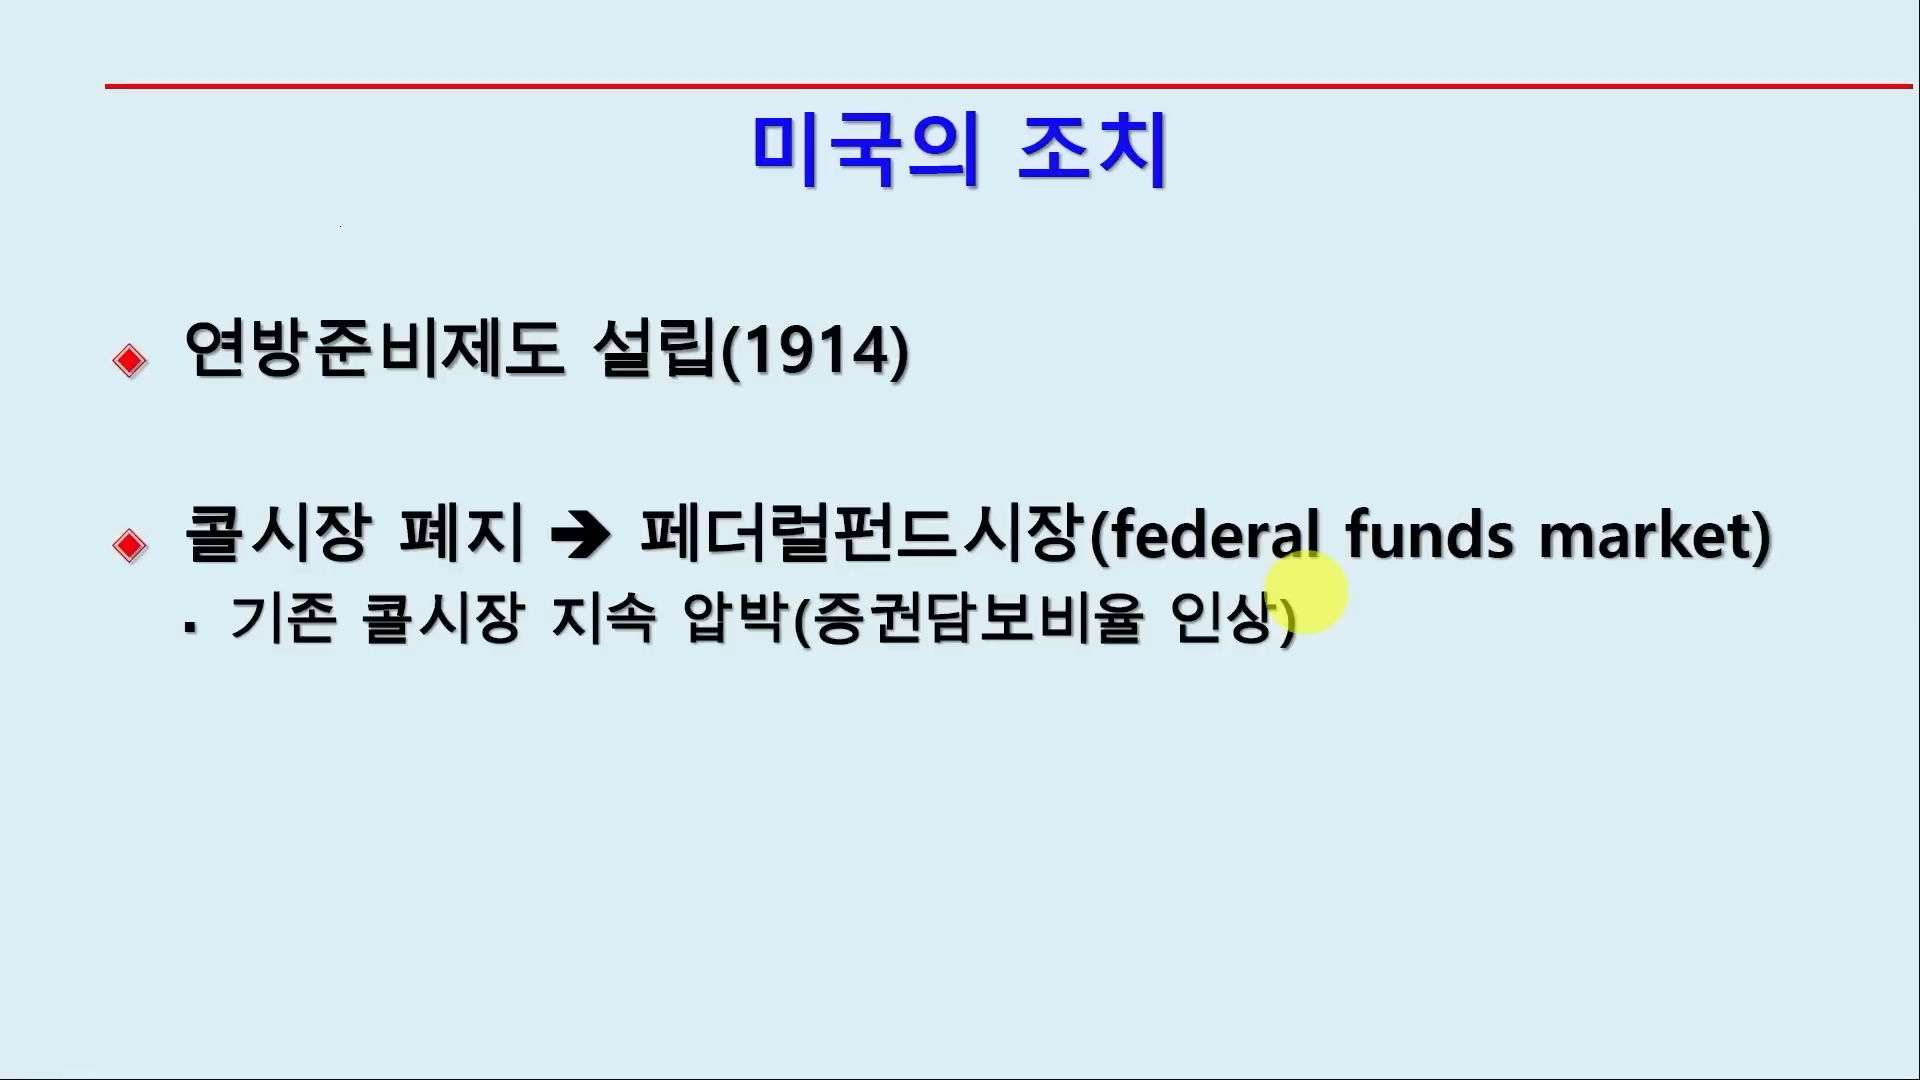 미국의 조치
연방준비제도 설립(1914)
콜시장 폐지 ➔ 페더럴펀드시장(federal funds market)
▪ 기존 콜시장 지속 압박(증권담보비율 인상)